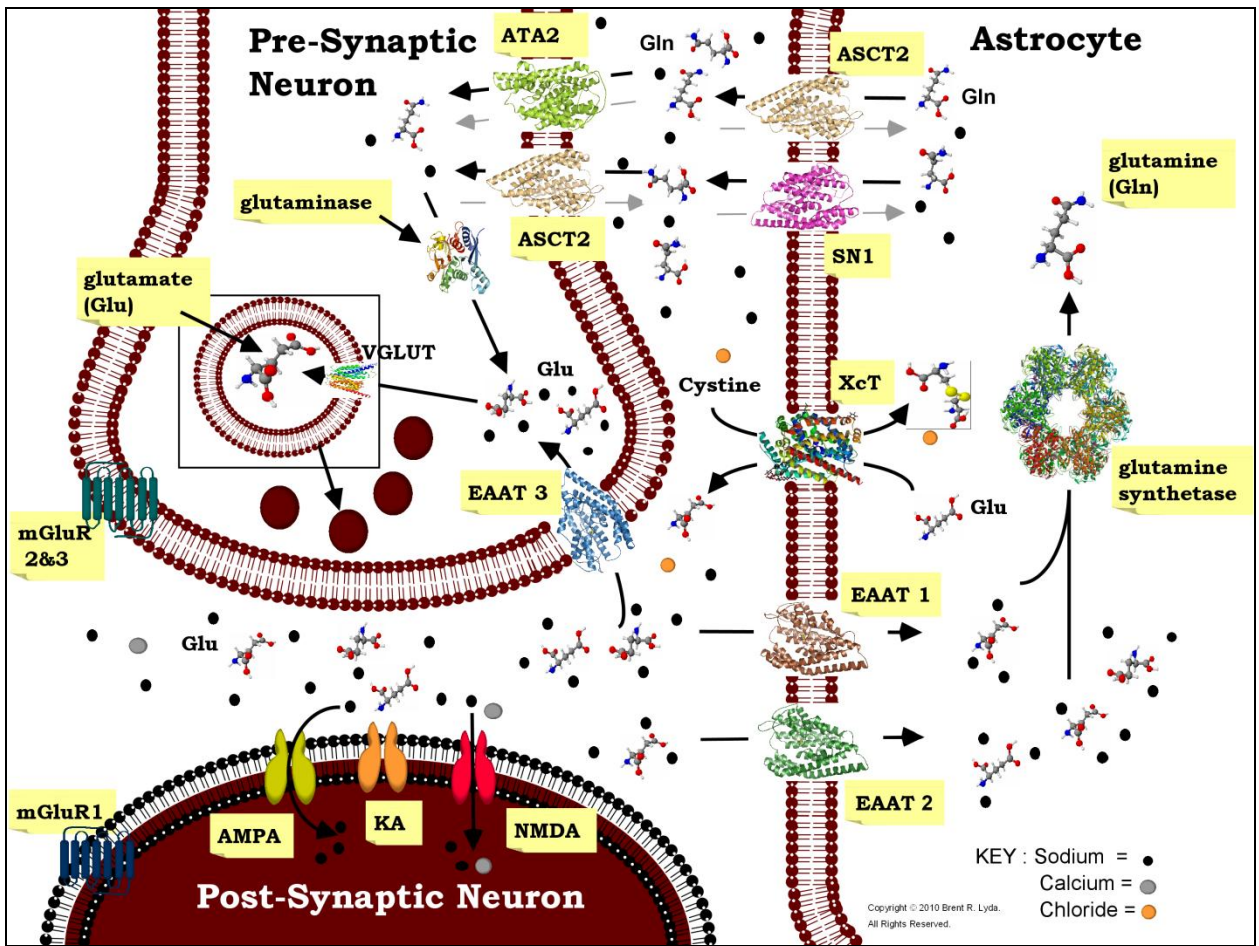 Pre-Synaptic
Neuron
ATA2
Gln
ASCT2
Astrocyte
Gln
glutamine
(Gln)
glutaminase
ASCT2
SN1
glutamate
(Glu)
VGLUT
Glu
Cystine
XcT
EAAT 3
Glu
glutamine
synthetase
mGluR
2&3
EAAT 1
Glu
EAAT 2
mGluR1
AMPA
KA
NMDA
Post-Synaptic Neuron
KEY : Sodium =
Calcium =
Chloride =
Copyright © 2010 Brent R. Lyda.
All Rights Reserved.